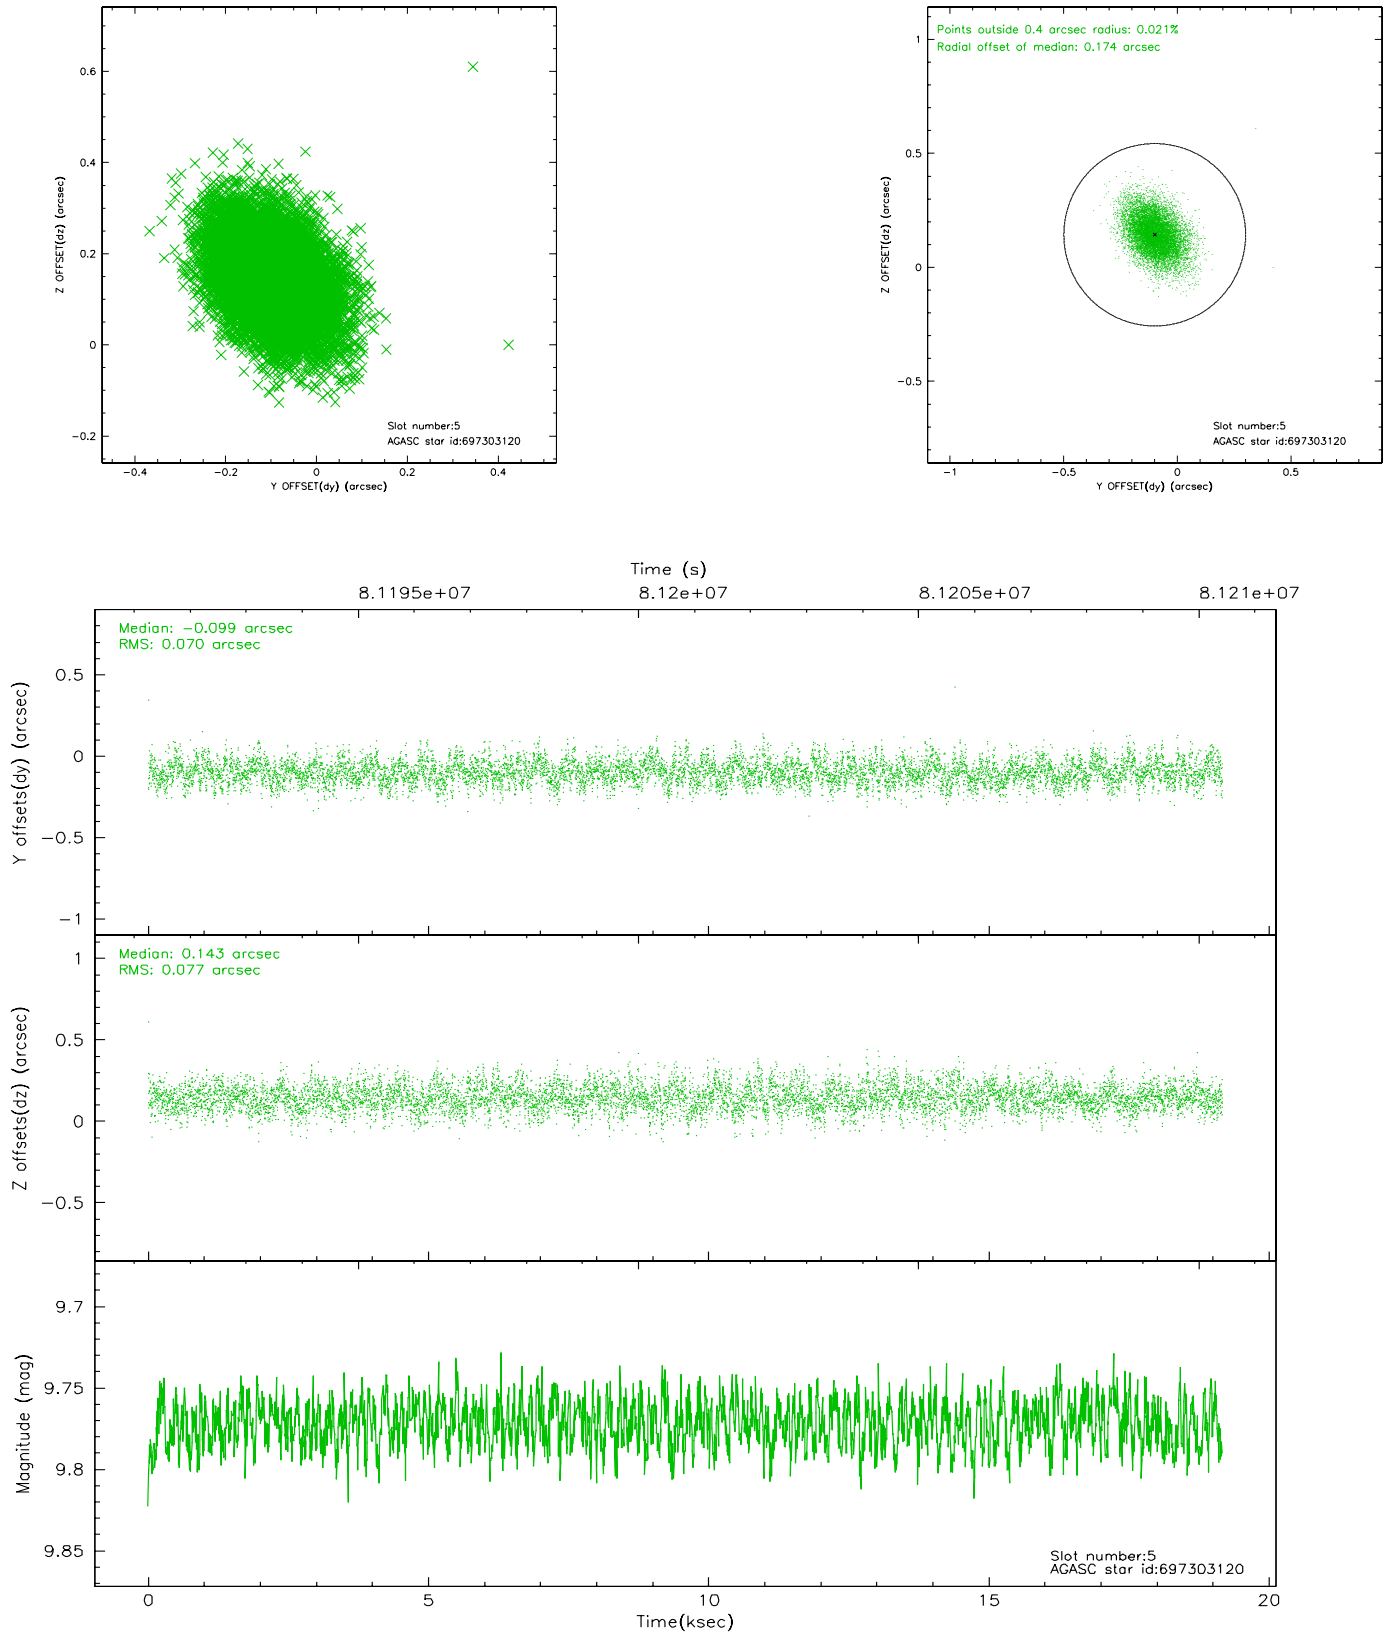 0.6
0.4
0.2
0
−0.2
−0.4
−0.2
0
0.2
0.4
Z OFFSET(dz) (arcsec)
Y OFFSET(dy) (arcsec)
Slot number:5
AGASC star id:697303120
Points outside 0.4 arcsec radius: 0.021%
Radial offset of median: 0.174 arcsec
1
0.5
0
−0.5
−1
−0.5
0
0.5
Z OFFSET(dz) (arcsec)
Y OFFSET(dy) (arcsec)
Slot number:5
AGASC star id:697303120
Time (s)
8.1195e+07
8.12e+07
8.1205e+07
8.121e+07
Median: −0.099 arcsec
RMS: 0.070 arcsec
0.5
0
−0.5
−1
Y offsets(dy) (arcsec)
Median: 0.143 arcsec
RMS: 0.077 arcsec
1
0.5
0
−0.5
Z offsets(dz) (arcsec)
9.7
9.75
9.8
9.85
Magnitude (mag)
Slot number:5
AGASC star id:697303120
0
5
10
15
20
Time(ksec)